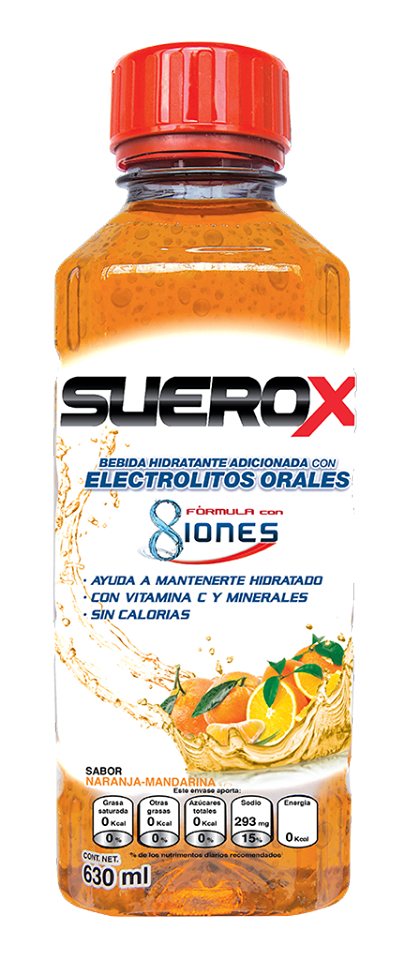 SUEROX
BEBIDA HIDRATANTE ADICIONADA CON
ELECTROLITOS ORALES
FÓRMULA con
8iONES
• AYUDA A MANTENERTE HIDRATADO
• CON VITAMINA C Y MINERALES
• SIN CALORIAS
SABOR
NARANJA-MANDARINA
Este envase aporta:
Grasa saturada Otras grasas Azúcares totales Sodio Energía
0 Kcal 0 Kcal 0 Kcal 293 mg 0 Kcal
0 % 0 % 0 % 15%
% de los nutrimentos diarios recomendados
CONT. NET.
630 ml